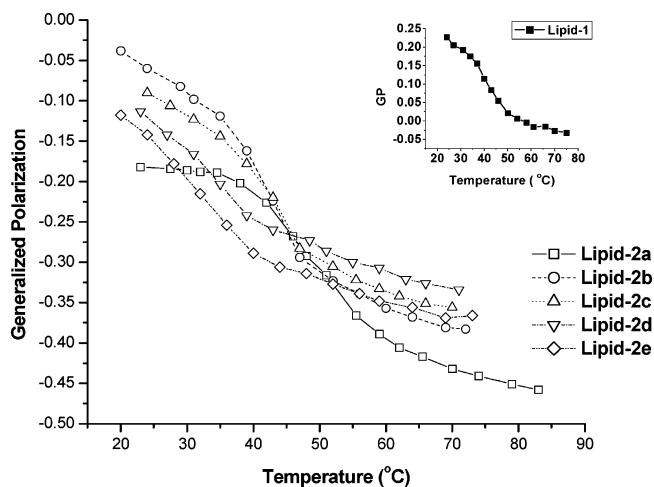 0.00
-0.05
-0.10
-0.15
-0.20
-0.25
-0.30
-0.35
-0.40
-0.45
-0.50
Generalized Polarization
20 30 40 50 60 70 80 90
Temperature (°C)
0.25
0.20
0.15
0.10
0.05
0.00
-0.05
GP
20 30 40 50 60 70 80
Temperature ( °C)
Lipid-1
Lipid-2a
Lipid-2b
Lipid-2c
Lipid-2d
Lipid-2e